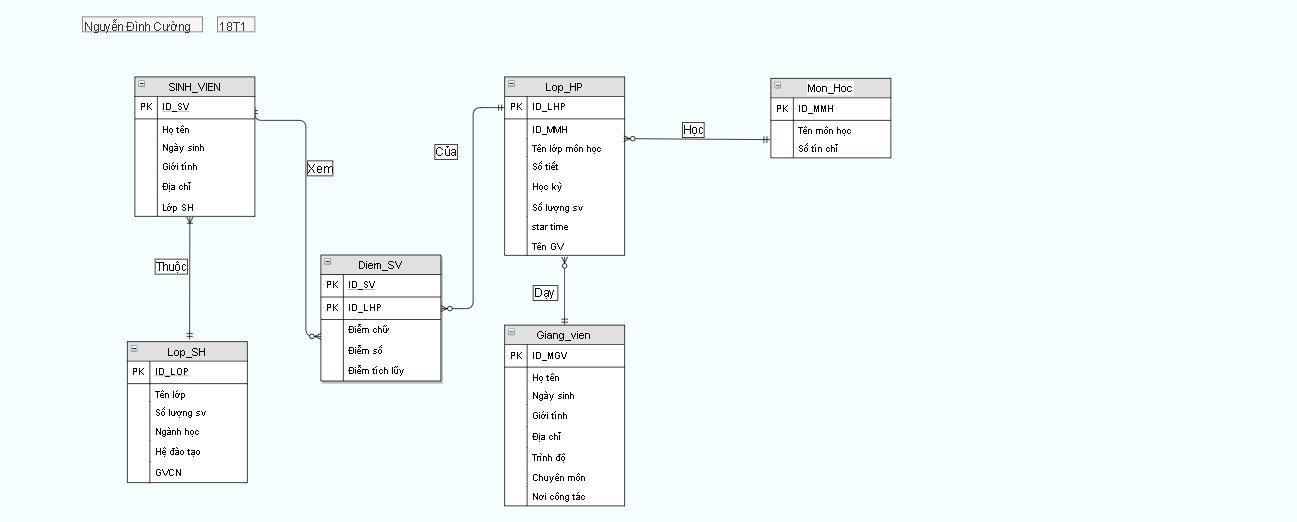 Nguyễn Đình Cường
18T1
SINH_VIEN
PK ID_SV
Họ tên
Ngày sinh
Giới tính
Địa chỉ
Lớp SH
Thuộc
Lop_SH
PK ID_LOP
Tên lớp
Số lượng sv
Ngành học
Hệ đào tạo
GVCN
Xem
Diem_SV
PK ID_SV
PK ID_LHP
Điểm chữ
Điểm số
Điểm tích lũy
Của
Lop_HP
PK ID_LHP
ID_MMH
Tên lớp môn học
Số tiết
Học kỳ
Số lượng sv
star time
Tên GV
Dạy
Giang_vien
PK ID_MGV
Họ tên
Ngày sinh
Giới tính
Địa chỉ
Trình độ
Chuyên môn
Nơi công tác
Học
Mon_Hoc
PK ID_MMH
Tên môn học
Số tín chỉ